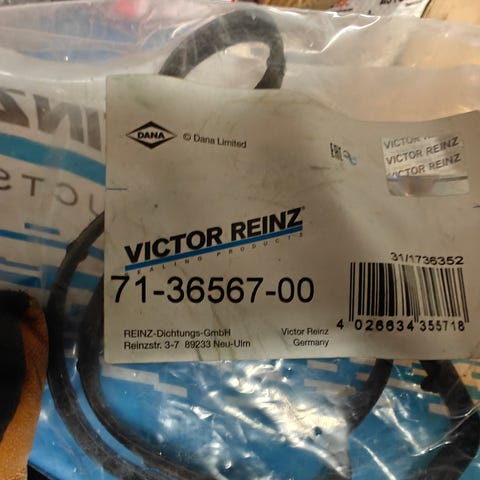 DANA
© Dana Limited
EAC
VICTOR REINZ
VICTOR REINZ
VICTOR REINZ
VICTOR REINZ®
SEALING PRODUCTS
71-36567-00
31/1736352
4 026634 355718
REINZ-Dichtungs-GmbH
Reinzstr. 3-7 89233 Neu-Ulm
Victor Reinz
Germany